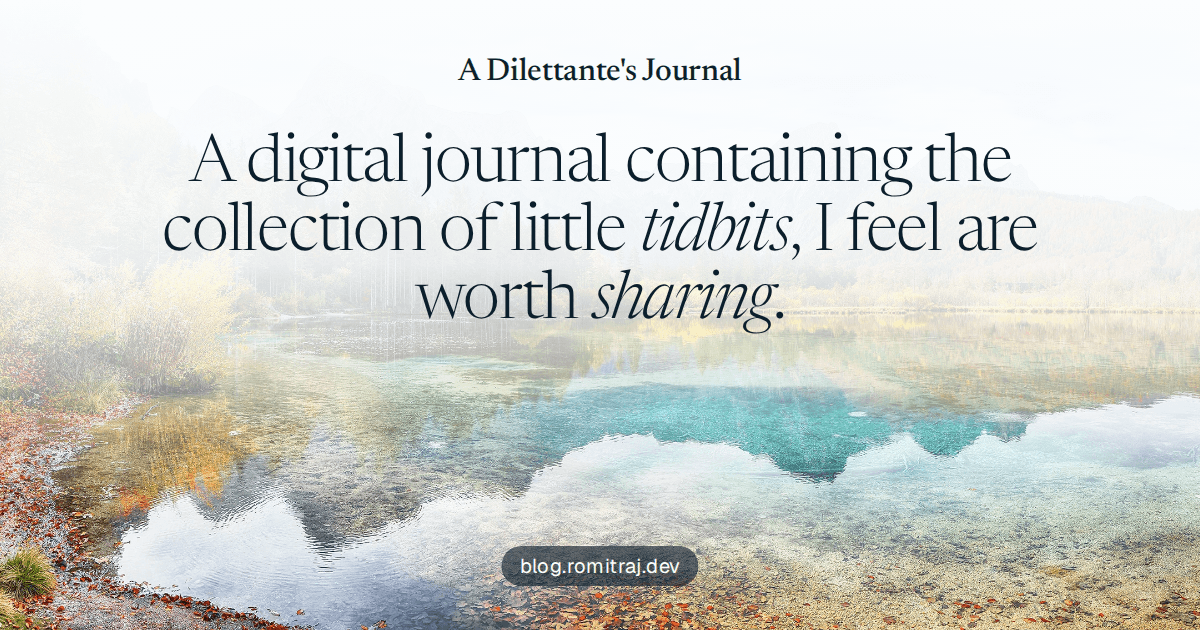 A Dilettante's Journal
A digital journal containing the
collection of little tidbits, I feel are
worth sharing.
blog.romitraj.dev